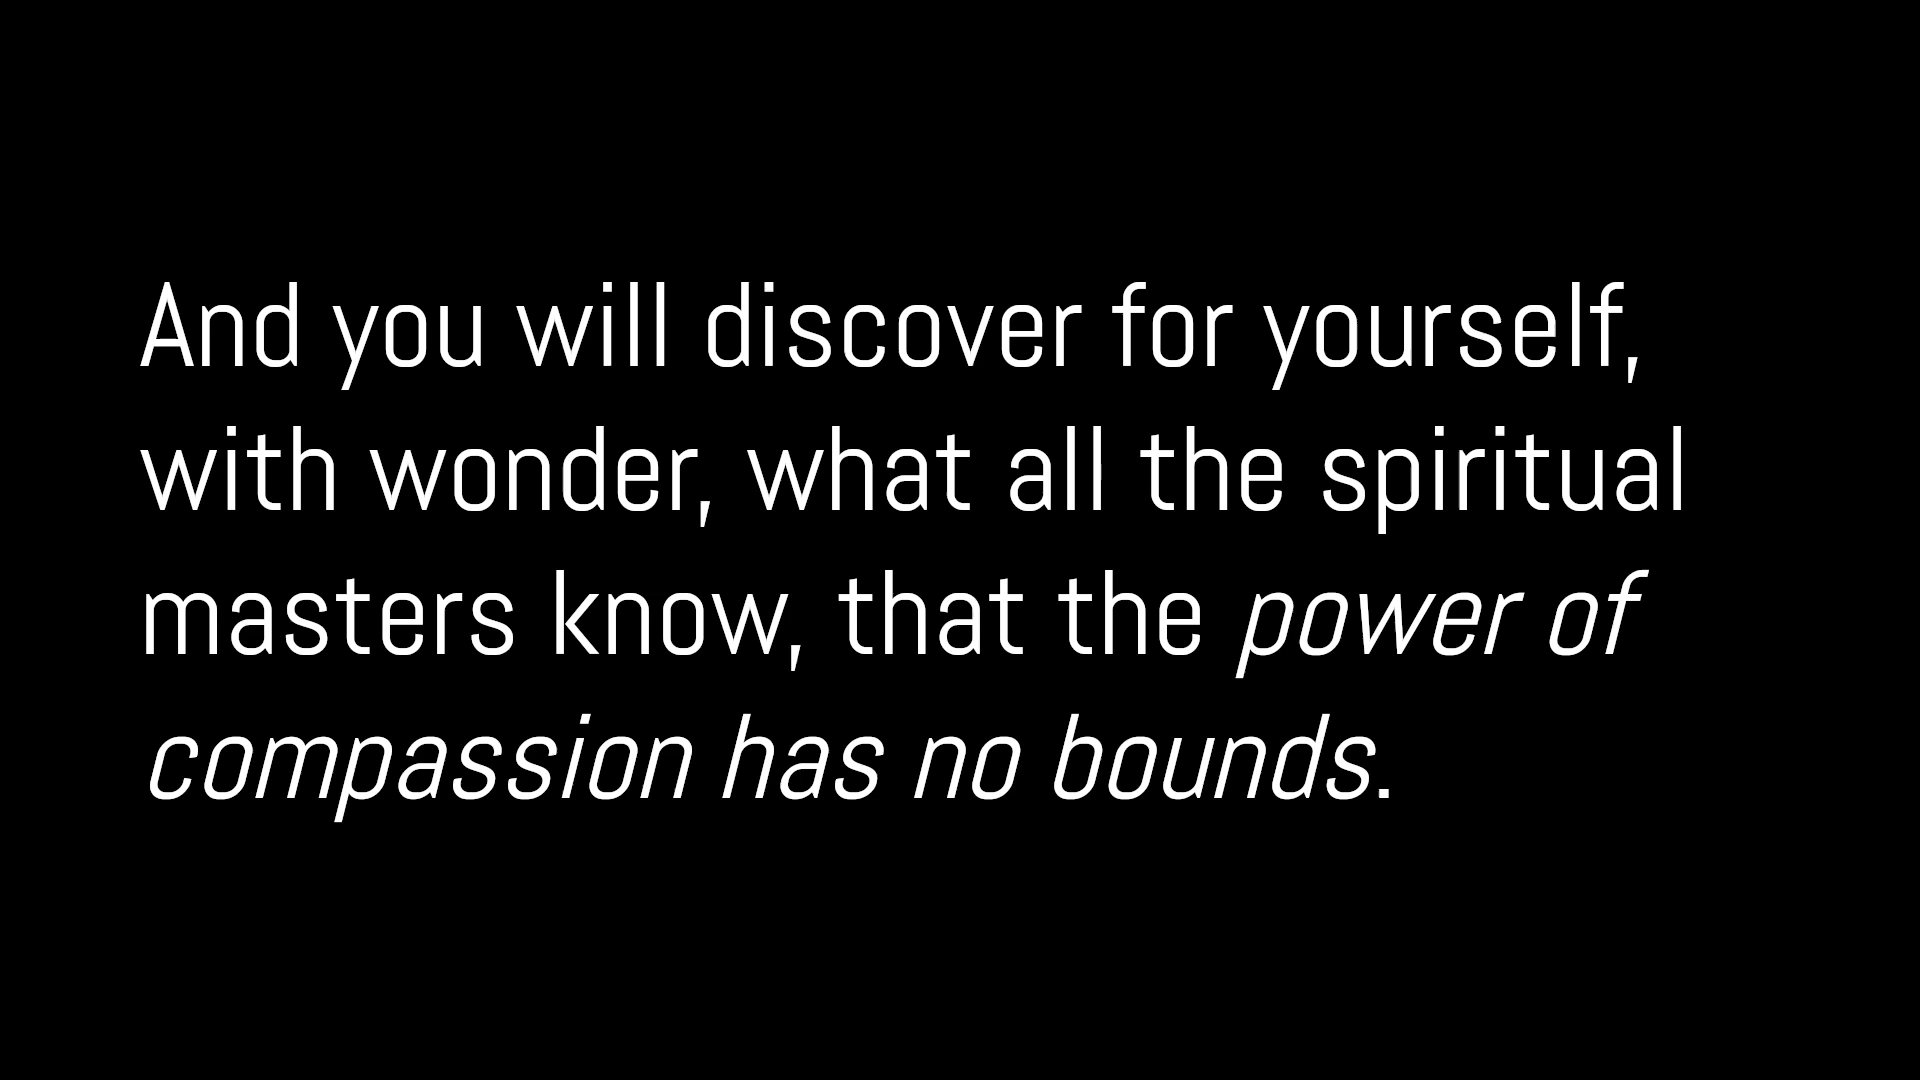 And you will discover for yourself,
with wonder, what all the spiritual
masters know, that the power of
compassion has no bounds.